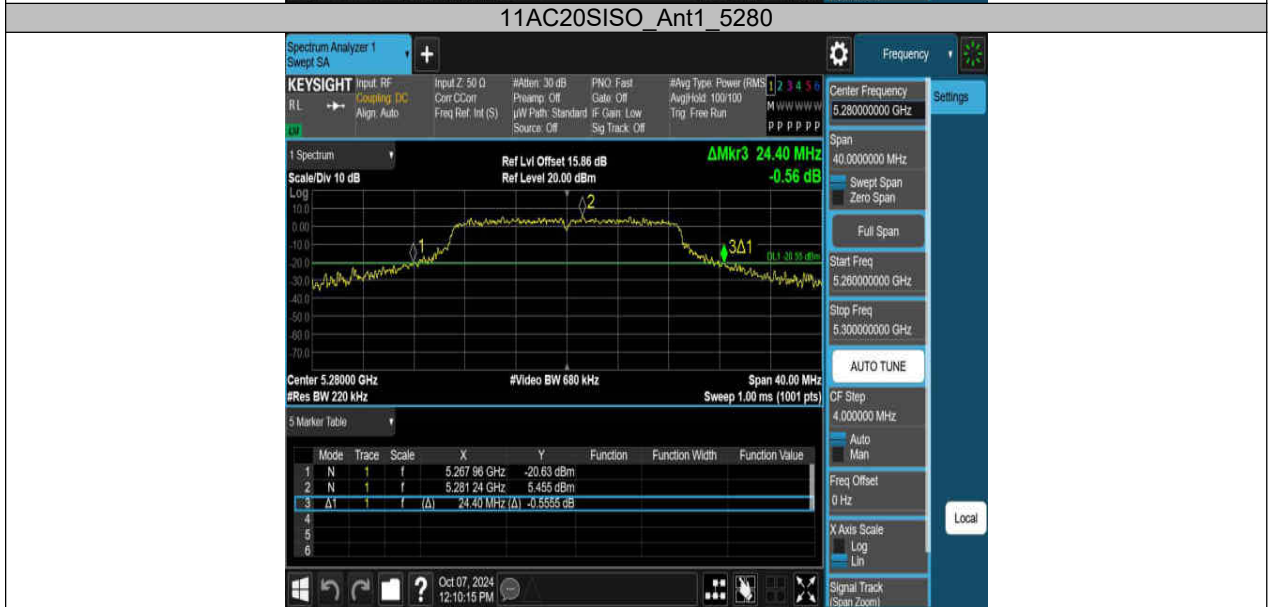 11AC20SISO_Ant1_5280
Spectrum Analyzer 1
Swept SA
+
Frequency
KEYSIGHT
RL
Input: RF
Coupling: DC
Align: Auto
Input Z: 50 Ω
Corr CCorr
Freq Ref: Int (S)
#Atten: 30 dB
Preamp: Off
µW Path: Standard
Source: Off
PNO: Fast
Gate: Off
IF Gain: Low
Sig Track: Off
#Avg Type: Power (RMS
Avg|Hold: 100/100
Trig: Free Run
1 2 3 4 5 6
M W W W W W
P P P P P P
1 Spectrum
Scale/Div 10 dB
Ref Lvl Offset 15.86 dB
Ref Level 20.00 dBm
ΔMkr3 24.40 MHz
-0.56 dB
Log
10.0
0.00
-10.0
-20.0
-30.0
-40.0
-50.0
-60.0
-70.0
1
2
3Δ1
DL1 -20.55 dBm
Center 5.28000 GHz
#Res BW 220 kHz
#Video BW 680 kHz
Span 40.00 MHz
Sweep 1.00 ms (1001 pts)
5 Marker Table
Mode Trace Scale X Y Function Function Width Function Value
1 N 1 f 5.267 96 GHz -20.63 dBm
2 N 1 f 5.281 24 GHz 5.455 dBm
3 Δ1 1 f (Δ) 24.40 MHz (Δ) -0.5555 dB
4
5
6
Oct 07, 2024
12:10:15 PM
Center Frequency
5.280000000 GHz
Settings
Span
40.0000000 MHz
Swept Span
Zero Span
Full Span
Start Freq
5.260000000 GHz
Stop Freq
5.300000000 GHz
AUTO TUNE
CF Step
4.000000 MHz
Auto
Man
Freq Offset
0 Hz
X Axis Scale
Log
Lin
Local
Signal Track
(Span Zoom)